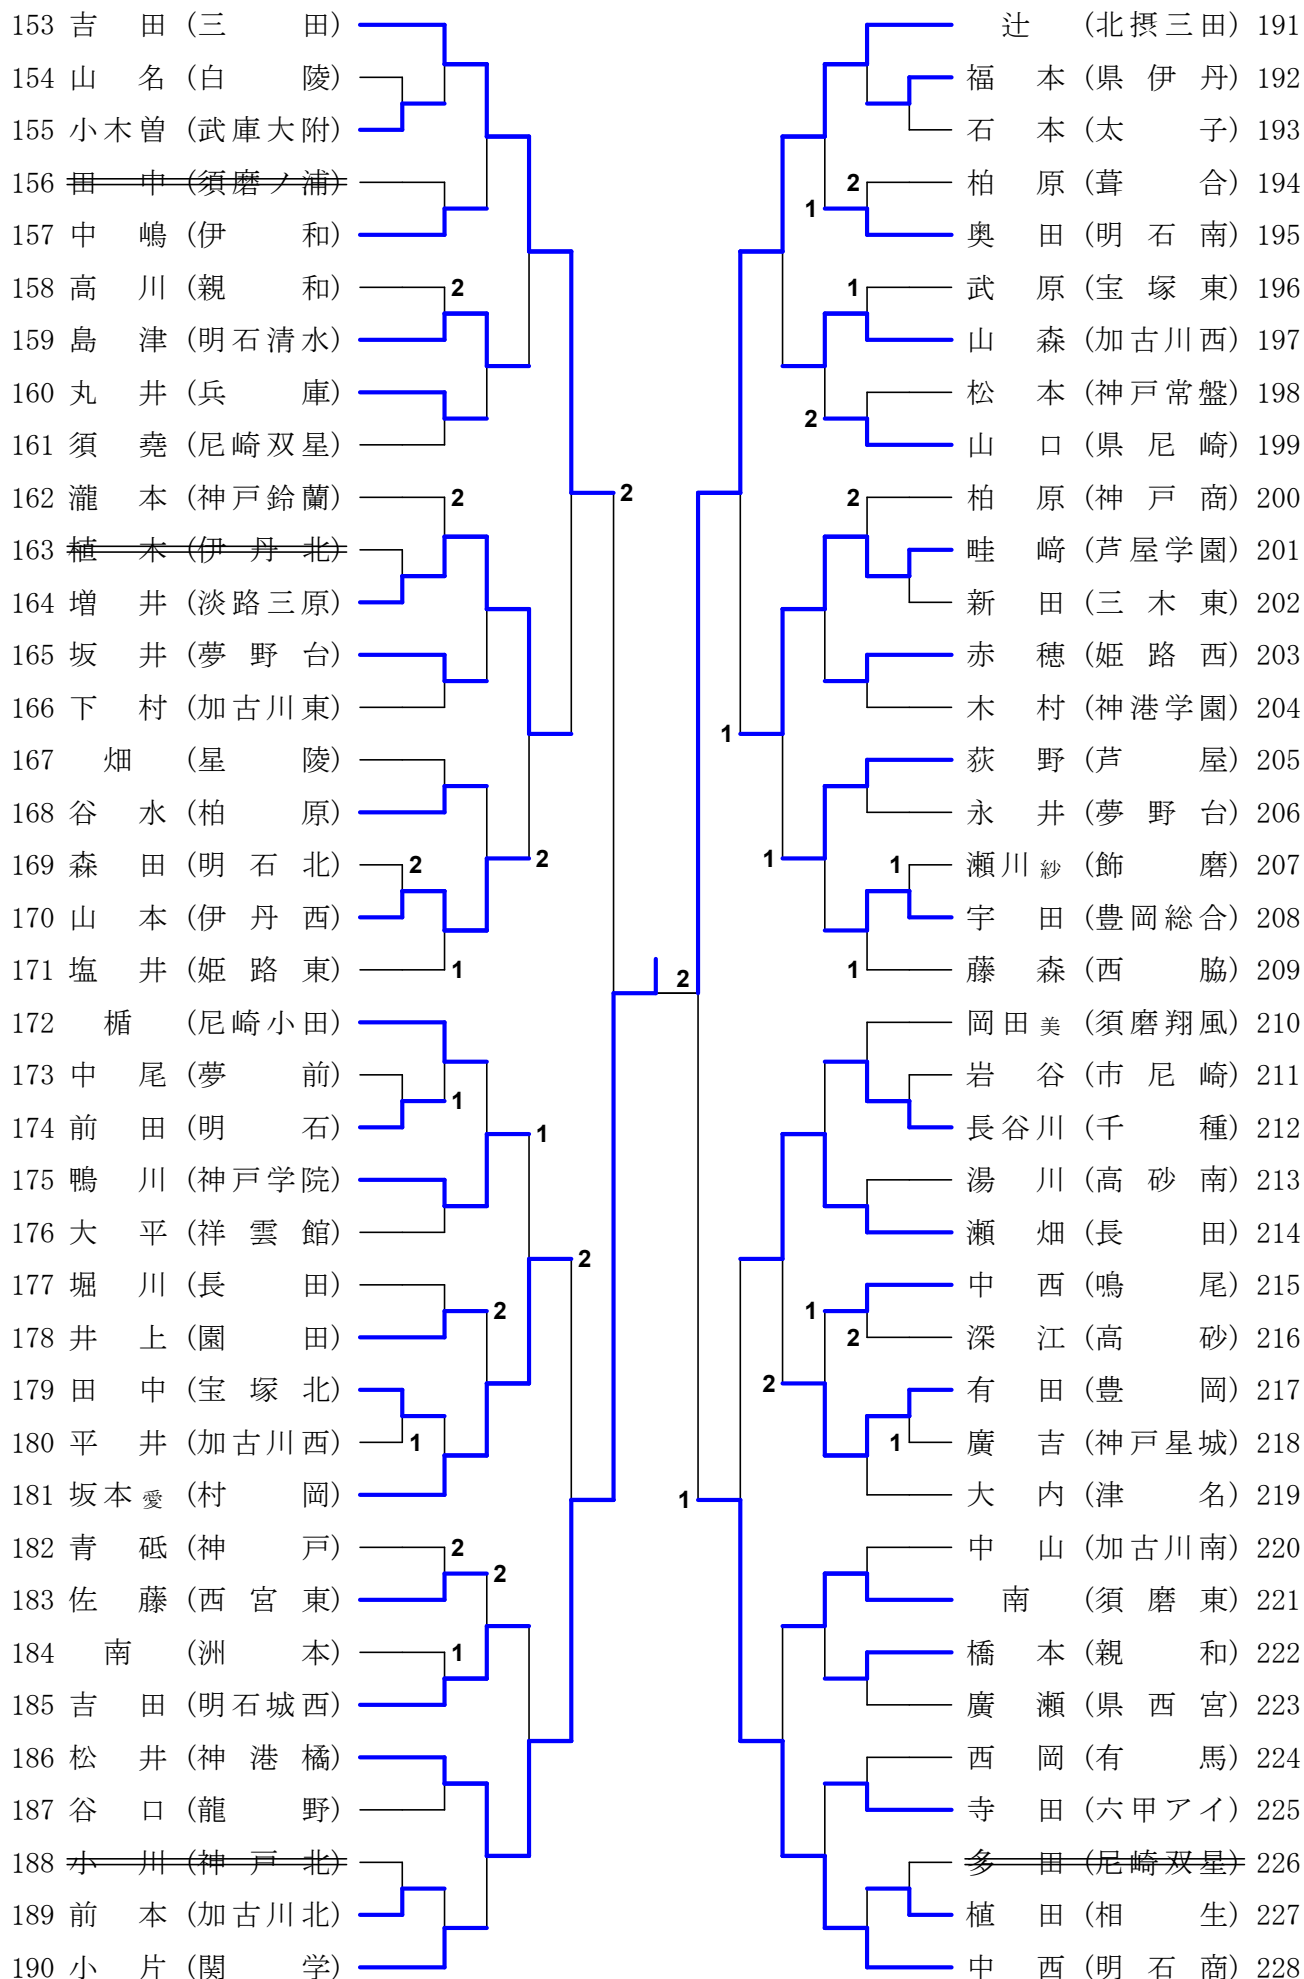 153 吉田 (三田)
154 山名 (白陵)
155 小木曽 (武庫大附)
156 田中 (須磨ノ浦)
157 中嶋 (伊和)
158 高川 (親和) 2
159 島津 (明石清水)
160 丸井 (兵庫)
161 須堯 (尼崎双星)
162 瀧本 (神戸鈴蘭) 2
2
163 植木 (伊丹北)
164 増井 (淡路三原)
165 坂井 (夢野台)
166 下村 (加古川東)
167 畑 (星陵)
168 谷水 (柏原)
169 森田 (明石北) 2
2
170 山本 (伊丹西)
171 塩井 (姫路東) 1
172 楯 (尼崎小田)
173 中尾 (夢前)
1
174 前田 (明石)
1
175 鴨川 (神戸学院)
176 大平 (祥雲館)
2
177 堀川 (長田)
2
178 井上 (園田)
179 田中 (宝塚北)
180 平井 (加古川西) 1
181 坂本愛 (村岡)
182 青砥 (神戸) 2
2
183 佐藤 (西宮東)
184 南 (洲本) 1
185 吉田 (明石城西)
186 松井 (神港橘)
187 谷口 (龍野)
188 小川 (神戸北)
189 前本 (加古川北)
190 小片 (関学)
2
1
辻 (北摂三田) 191
福本 (県伊丹) 192
石本 (太子) 193
2 柏原 (葺合) 194
1
奥田 (明石南) 195
1 武原 (宝塚東) 196
山森 (加古川西) 197
松本 (神戸常盤) 198
2
山口 (県尼崎) 199
2 柏原 (神戸商) 200
畦﨑 (芦屋学園) 201
新田 (三木東) 202
赤穂 (姫路西) 203
木村 (神港学園) 204
1
荻野 (芦屋) 205
永井 (夢野台) 206
1
1 瀬川紗 (飾磨) 207
宇田 (豊岡総合) 208
1 藤森 (西脇) 209
岡田美 (須磨翔風) 210
岩谷 (市尼崎) 211
長谷川 (千種) 212
湯川 (高砂南) 213
瀬畑 (長田) 214
中西 (鳴尾) 215
1
2 深江 (高砂) 216
2
有田 (豊岡) 217
1 廣吉 (神戸星城) 218
大内 (津名) 219
中山 (加古川南) 220
南 (須磨東) 221
橋本 (親和) 222
廣瀬 (県西宮) 223
西岡 (有馬) 224
寺田 (六甲アイ) 225
多田 (尼崎双星) 226
植田 (相生) 227
中西 (明石商) 228